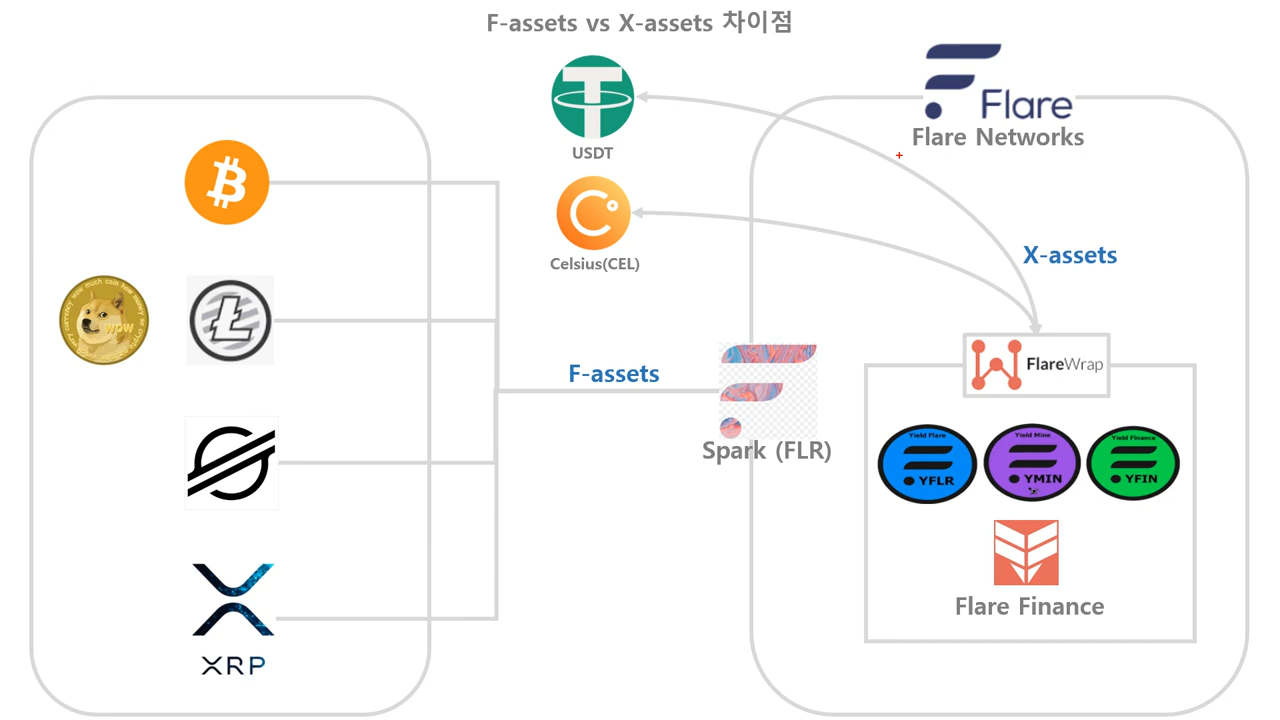 F-assets vs X-assets 차이점
USDT
Celsius(CEL)
Flare
Flare Networks
X-assets
wow
F-assets
Spark (FLR)
FlareWrap
Yield Flare
YFLR
Yield Mine
YMIN
Yield Finance
YFIN
Flare Finance
XRP